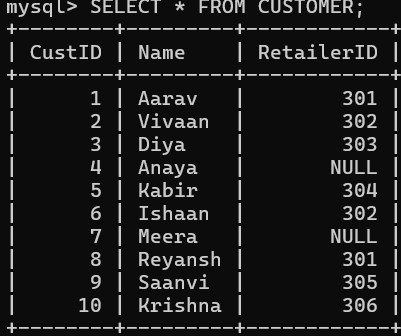 mysql> SELECT * FROM CUSTOMER;
+--------+---------+------------+
| CustID | Name    | RetailerID |
+--------+---------+------------+
|      1 | Aarav   |        301 |
|      2 | Vivaan  |        302 |
|      3 | Diya    |        303 |
|      4 | Anaya   |       NULL |
|      5 | Kabir   |        304 |
|      6 | Ishaan  |        302 |
|      7 | Meera   |       NULL |
|      8 | Reyansh |        301 |
|      9 | Saanvi  |        305 |
|     10 | Krishna |        306 |
+--------+---------+------------+